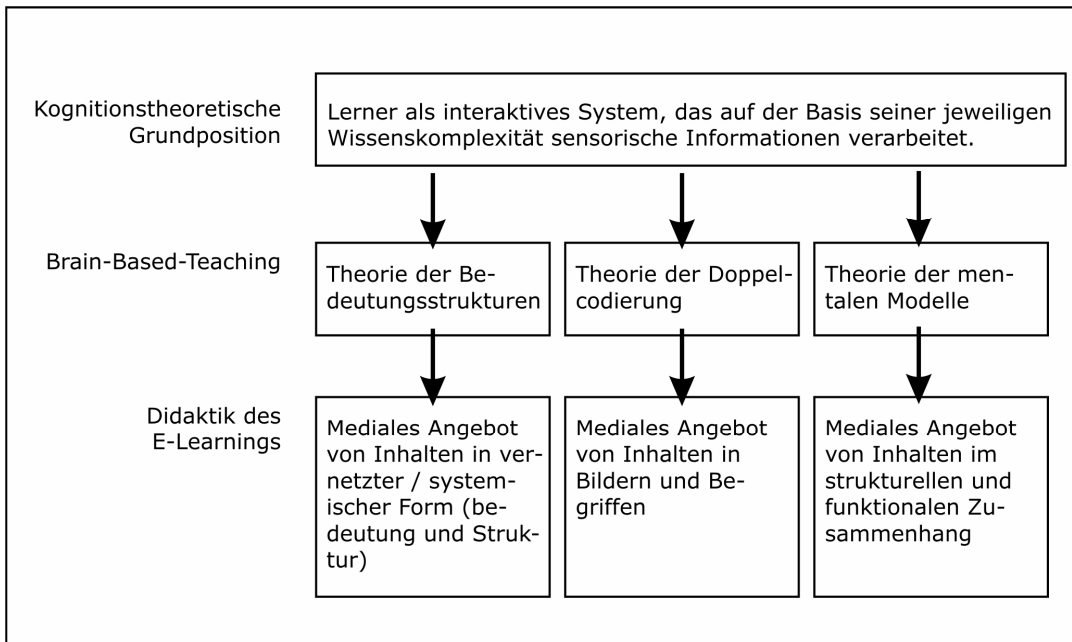 Kognitionstheoretische
Grundposition
Lerner als interaktives System, das auf der Basis seiner jeweiligen
Wissenskomplexität sensorische Informationen verarbeitet.
Brain-Based-Teaching
Theorie der Be-
deutungsstrukturen
Theorie der Doppel-
codierung
Theorie der men-
talen Modelle
Didaktik des
E-Learnings
Mediales Angebot
von Inhalten in ver-
netzter / system-
ischer Form (be-
deutung und Struk-
tur)
Mediales Angebot
von Inhalten in
Bildern und Be-
griffen
Mediales Angebot
von Inhalten im
strukturellen und
funktionalen Zu-
sammenhang